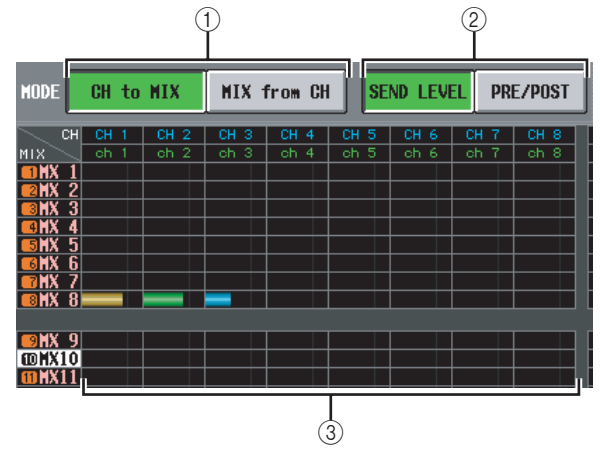 ① ②
MODE CH to MIX MIX from CH SEND LEVEL PRE/POST
CH CH 1 CH 2 CH 3 CH 4 CH 5 CH 6 CH 7 CH 8
MIX ch 1 ch 2 ch 3 ch 4 ch 5 ch 6 ch 7 ch 8
1 MX 1
2 MX 2
3 MX 3
4 MX 4
5 MX 5
6 MX 6
7 MX 7
8 MX 8
9 MX 9
10 MX10
11 MX11
③